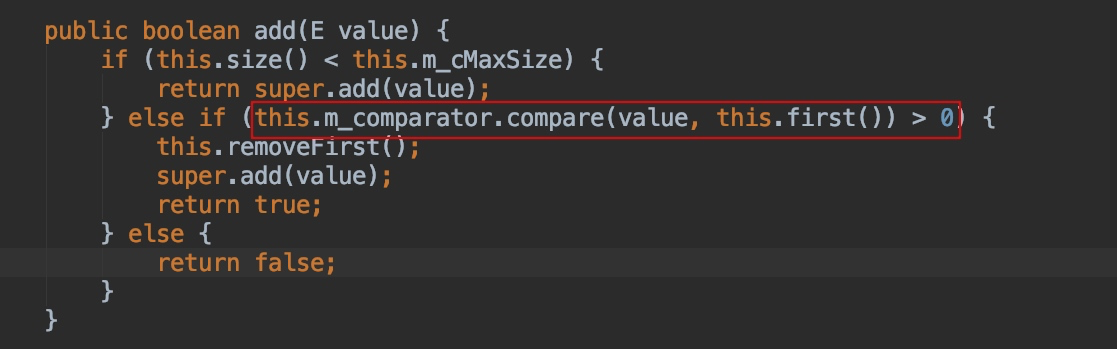 public boolean add(E value) {
if (this.size() < this.m_cMaxSize) {
return super.add(value);
} else if (this.m_comparator.compare(value, this.first()) > 0) {
this.removeFirst();
super.add(value);
return true;
} else {
return false;
}
}